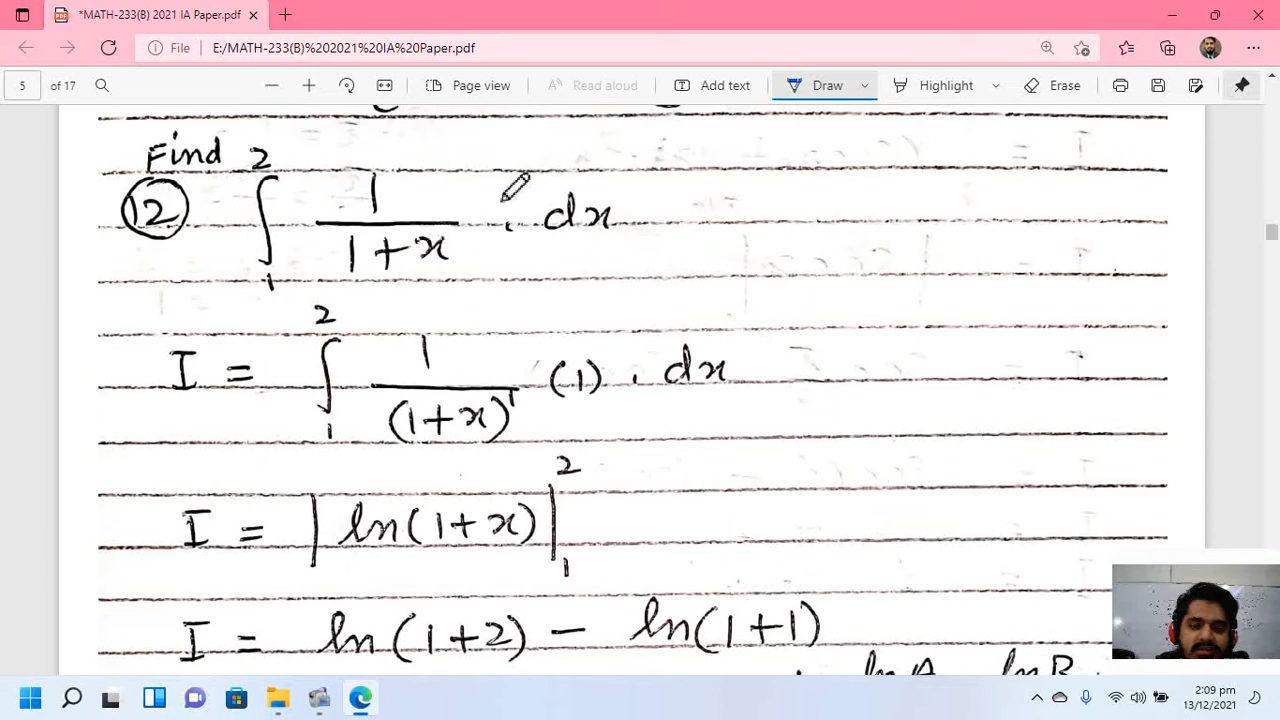 *MATH-233(B) 2021 IA Paper.pdf
File E:/MATH-233(B)%202021%20IA%20Paper.pdf
5 of 17 Page view Read aloud Add text Draw Highlight Erase
Find
12 ∫₁² 1/(1+x) . dx
I = ∫₁² 1/(1+x)¹ (1) . dx
I = | ln(1+x) |₁²
I = ln(1+2) − ln(1+1)
ln A ln B
2:09 pm
13/12/2021